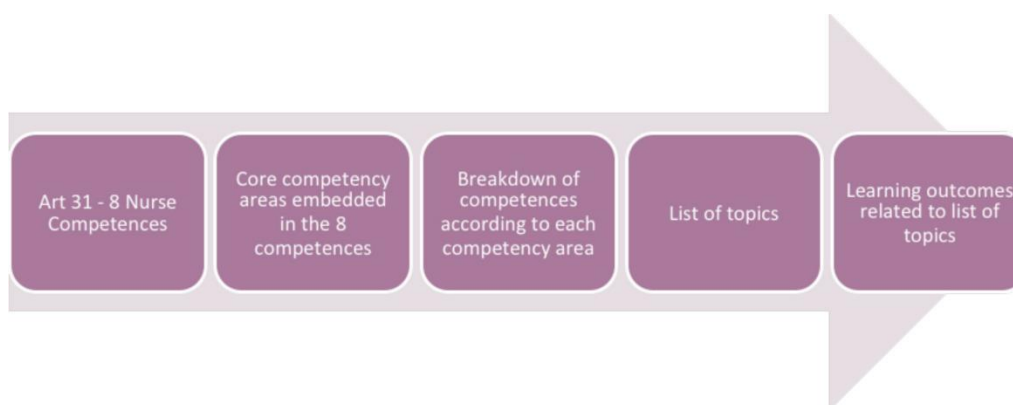 Art 31 - 8 Nurse
Competences
Core competency
areas embedded
in the 8
competences
Breakdown of
competences
according to each
competency area
List of topics
Learning outcomes
related to list of
topics